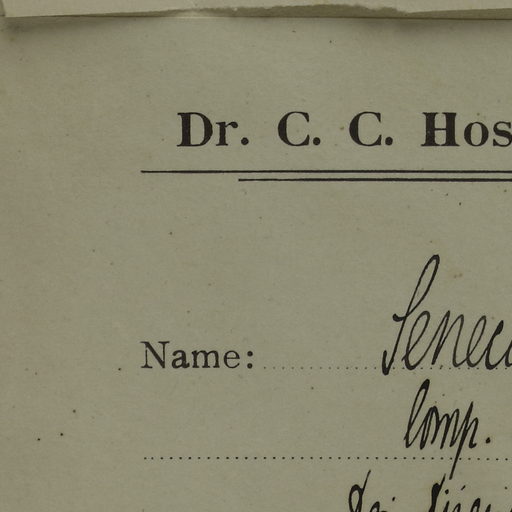 Dr. C. C. Hos
Name: Senec
Comp.